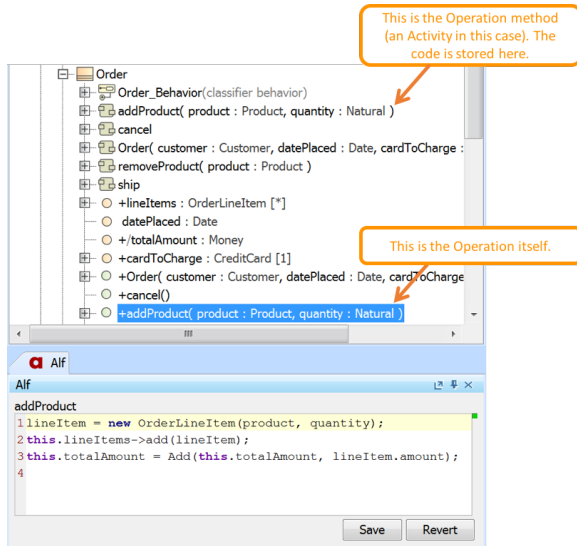 This is the Operation method
(an Activity in this case). The
code is stored here.
Order
Order_Behavior(classifier behavior)
addProduct( product : Product, quantity : Natural )
cancel
Order( customer : Customer, datePlaced : Date, cardToCharge :
removeProduct( product : Product )
ship
+lineItems : OrderLineItem [*]
datePlaced : Date
+/totalAmount : Money
This is the Operation itself.
+cardToCharge : CreditCard [1]
+Order( customer : Customer, datePlaced : Date, cardToCharge
+cancel()
+addProduct( product : Product, quantity : Natural )
a Alf
Alf
addProduct
1 lineItem = new OrderLineItem(product, quantity);
2 this.lineItems->add(lineItem);
3 this.totalAmount = Add(this.totalAmount, lineItem.amount);
4
Save Revert